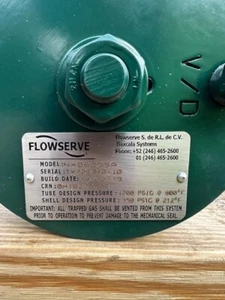 V/D
FLOWSERVE
Flowserve S. de R.L. de C.V.
Tlaxcala Systems
Phone: +52 (246) 465-2600
01 (246) 465-2600
MODEL:
SERIAL:
BUILD DATE:
CRN:
TUBE DESIGN PRESSURE: PSIG @ 800°F
SHELL DESIGN PRESSURE: 150 PSIG @ 212°F
IMPORTANT: ALL TRAPPED GAS SHALL BE VENTED FROM THIS SYSTEM
PRIOR TO OPERATION TO PREVENT DAMAGE TO THE MECHANICAL SEAL